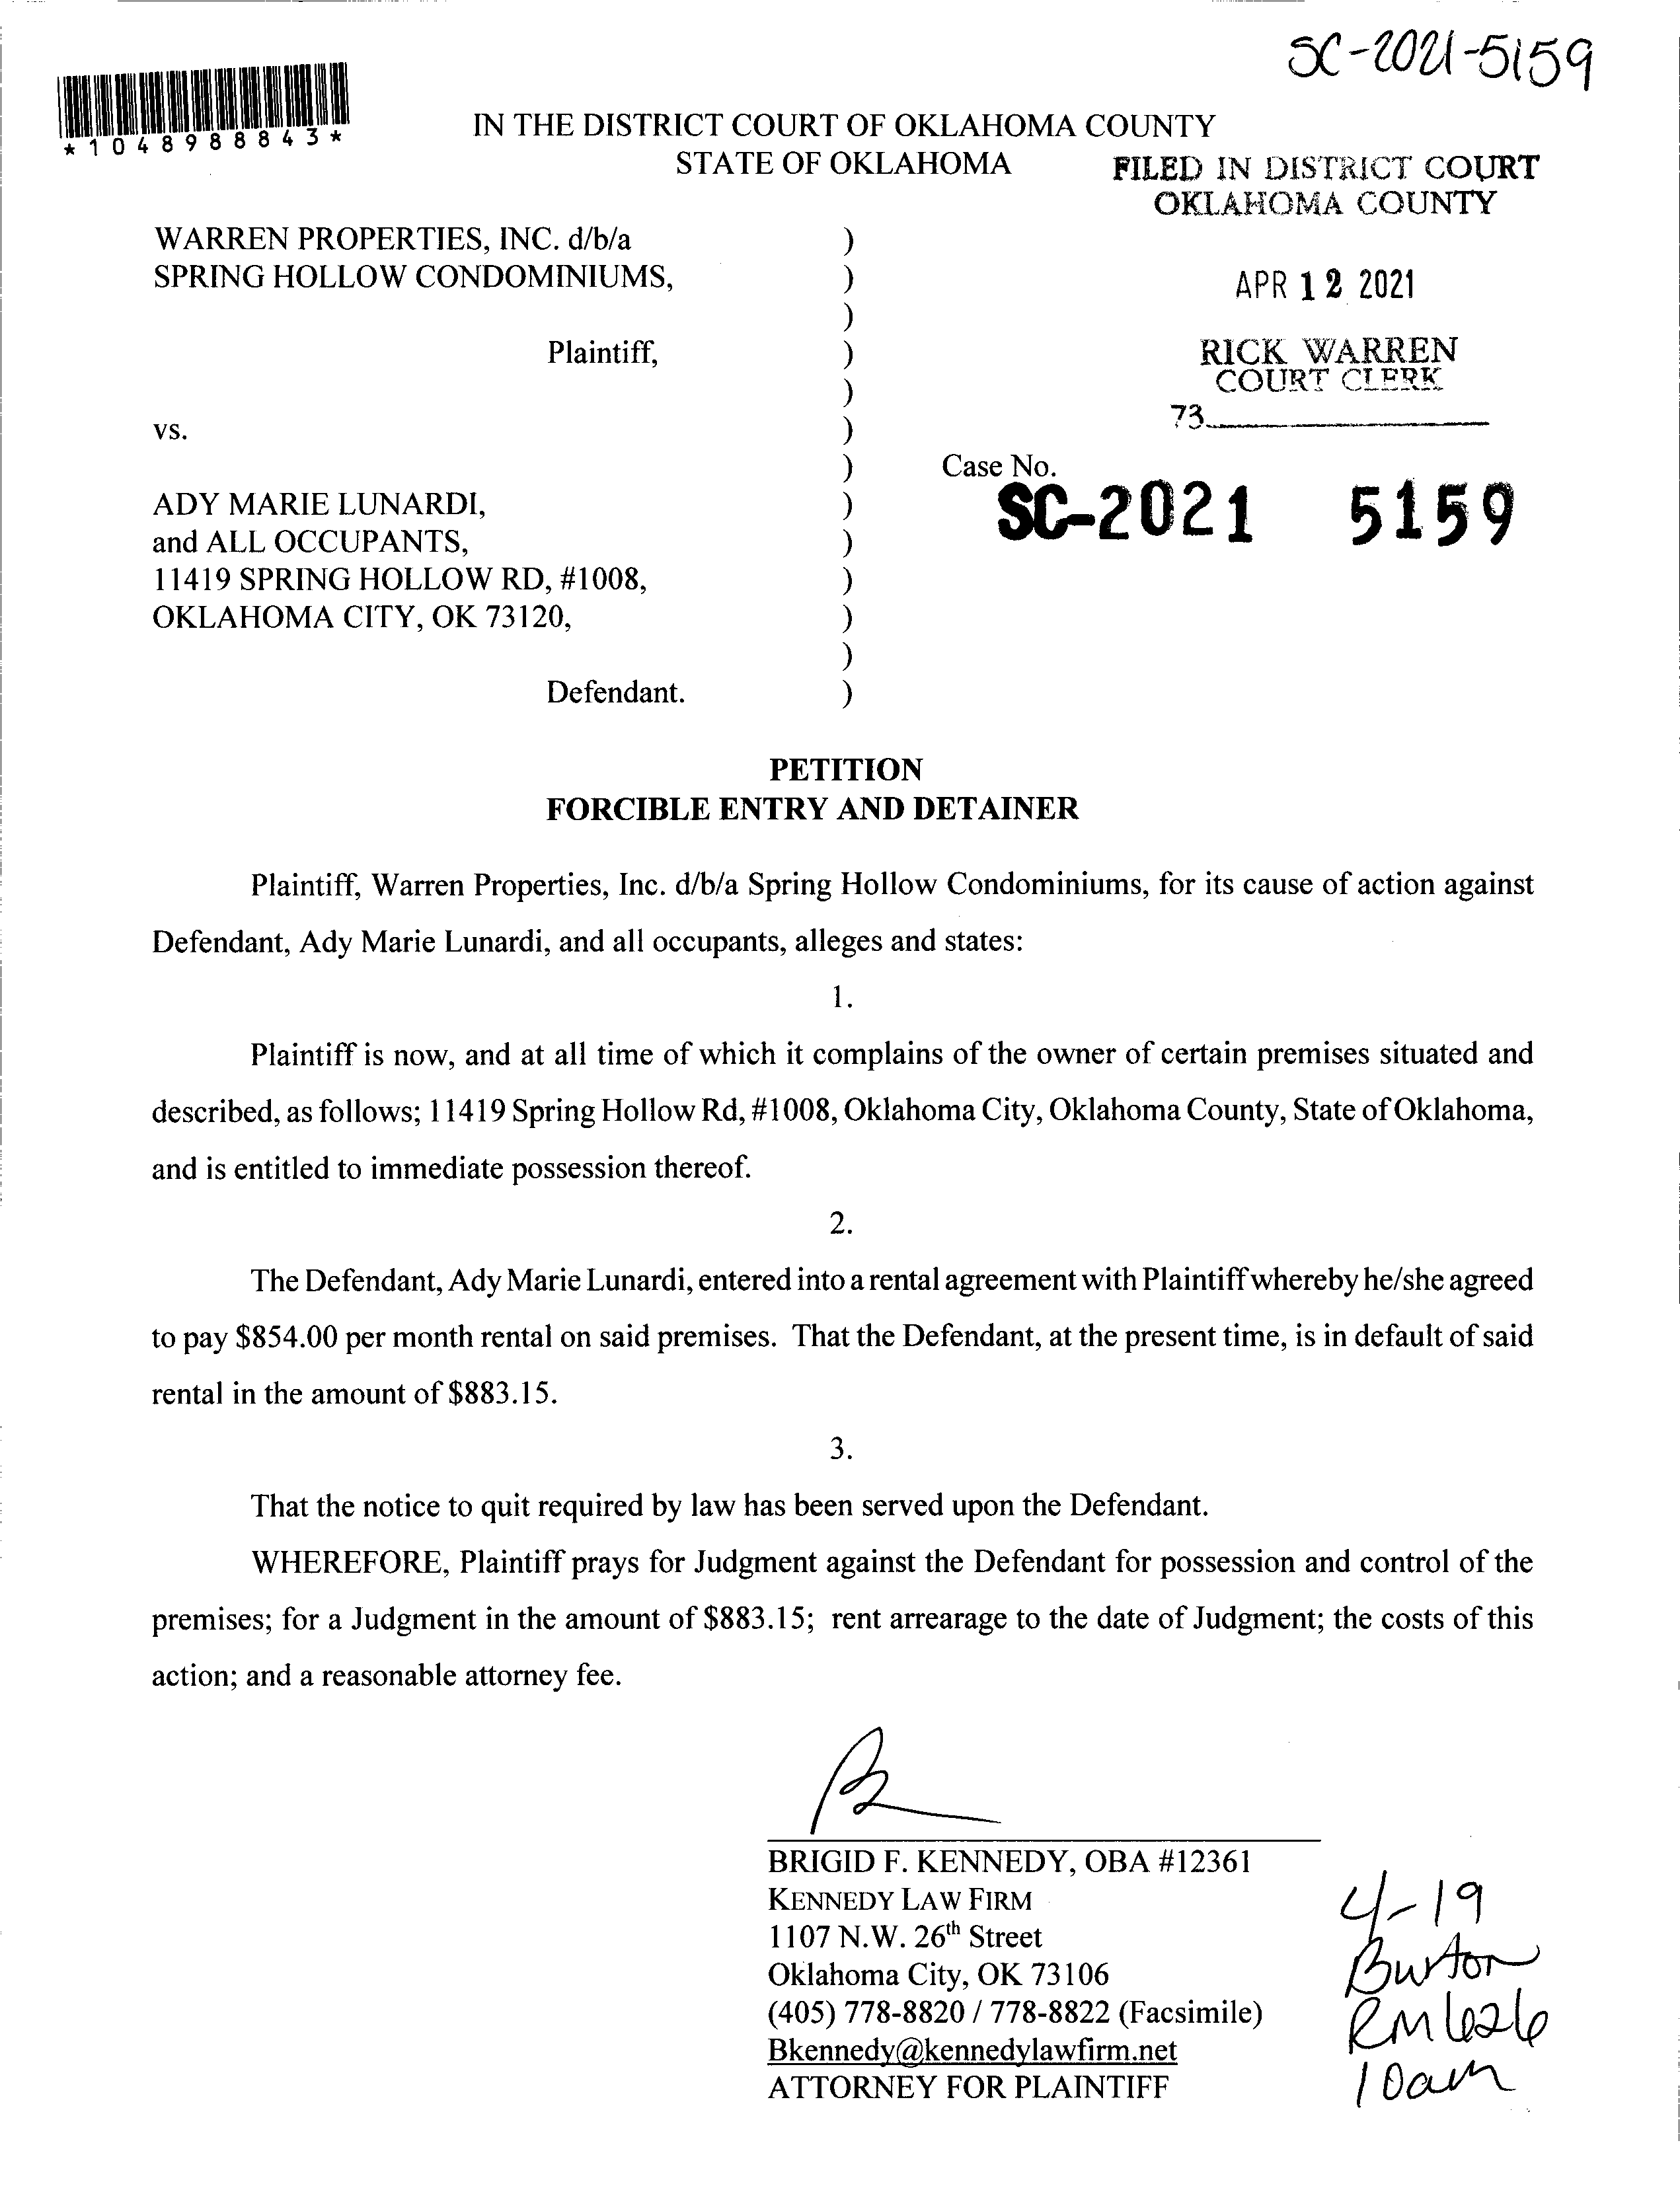 SC-2021-5159
*1048988843*
IN THE DISTRICT COURT OF OKLAHOMA COUNTY
STATE OF OKLAHOMA
FILED IN DISTRICT COURT
OKLAHOMA COUNTY
WARREN PROPERTIES, INC. d/b/a )
SPRING HOLLOW CONDOMINIUMS, )
)
APR 12 2021
Plaintiff, )
)
RICK WARREN
COURT CLERK
73
vs. )
)
Case No.
SC-2021 5159
ADY MARIE LUNARDI, )
and ALL OCCUPANTS, )
11419 SPRING HOLLOW RD, #1008, )
OKLAHOMA CITY, OK 73120, )
)
Defendant. )
PETITION
FORCIBLE ENTRY AND DETAINER
Plaintiff, Warren Properties, Inc. d/b/a Spring Hollow Condominiums, for its cause of action against
Defendant, Ady Marie Lunardi, and all occupants, alleges and states:
1.
Plaintiff is now, and at all time of which it complains of the owner of certain premises situated and
described, as follows; 11419 Spring Hollow Rd, #1008, Oklahoma City, Oklahoma County, State of Oklahoma,
and is entitled to immediate possession thereof.
2.
The Defendant, Ady Marie Lunardi, entered into a rental agreement with Plaintiff whereby he/she agreed
to pay $854.00 per month rental on said premises. That the Defendant, at the present time, is in default of said
rental in the amount of $883.15.
3.
That the notice to quit required by law has been served upon the Defendant.
WHEREFORE, Plaintiff prays for Judgment against the Defendant for possession and control of the
premises; for a Judgment in the amount of $883.15; rent arrearage to the date of Judgment; the costs of this
action; and a reasonable attorney fee.
BRIGID F. KENNEDY, OBA #12361
KENNEDY LAW FIRM
1107 N.W. 26th Street
Oklahoma City, OK 73106
(405) 778-8820 / 778-8822 (Facsimile)
Bkennedy@kennedylawfirm.net
ATTORNEY FOR PLAINTIFF
4-19
Burton
RM 626
10am